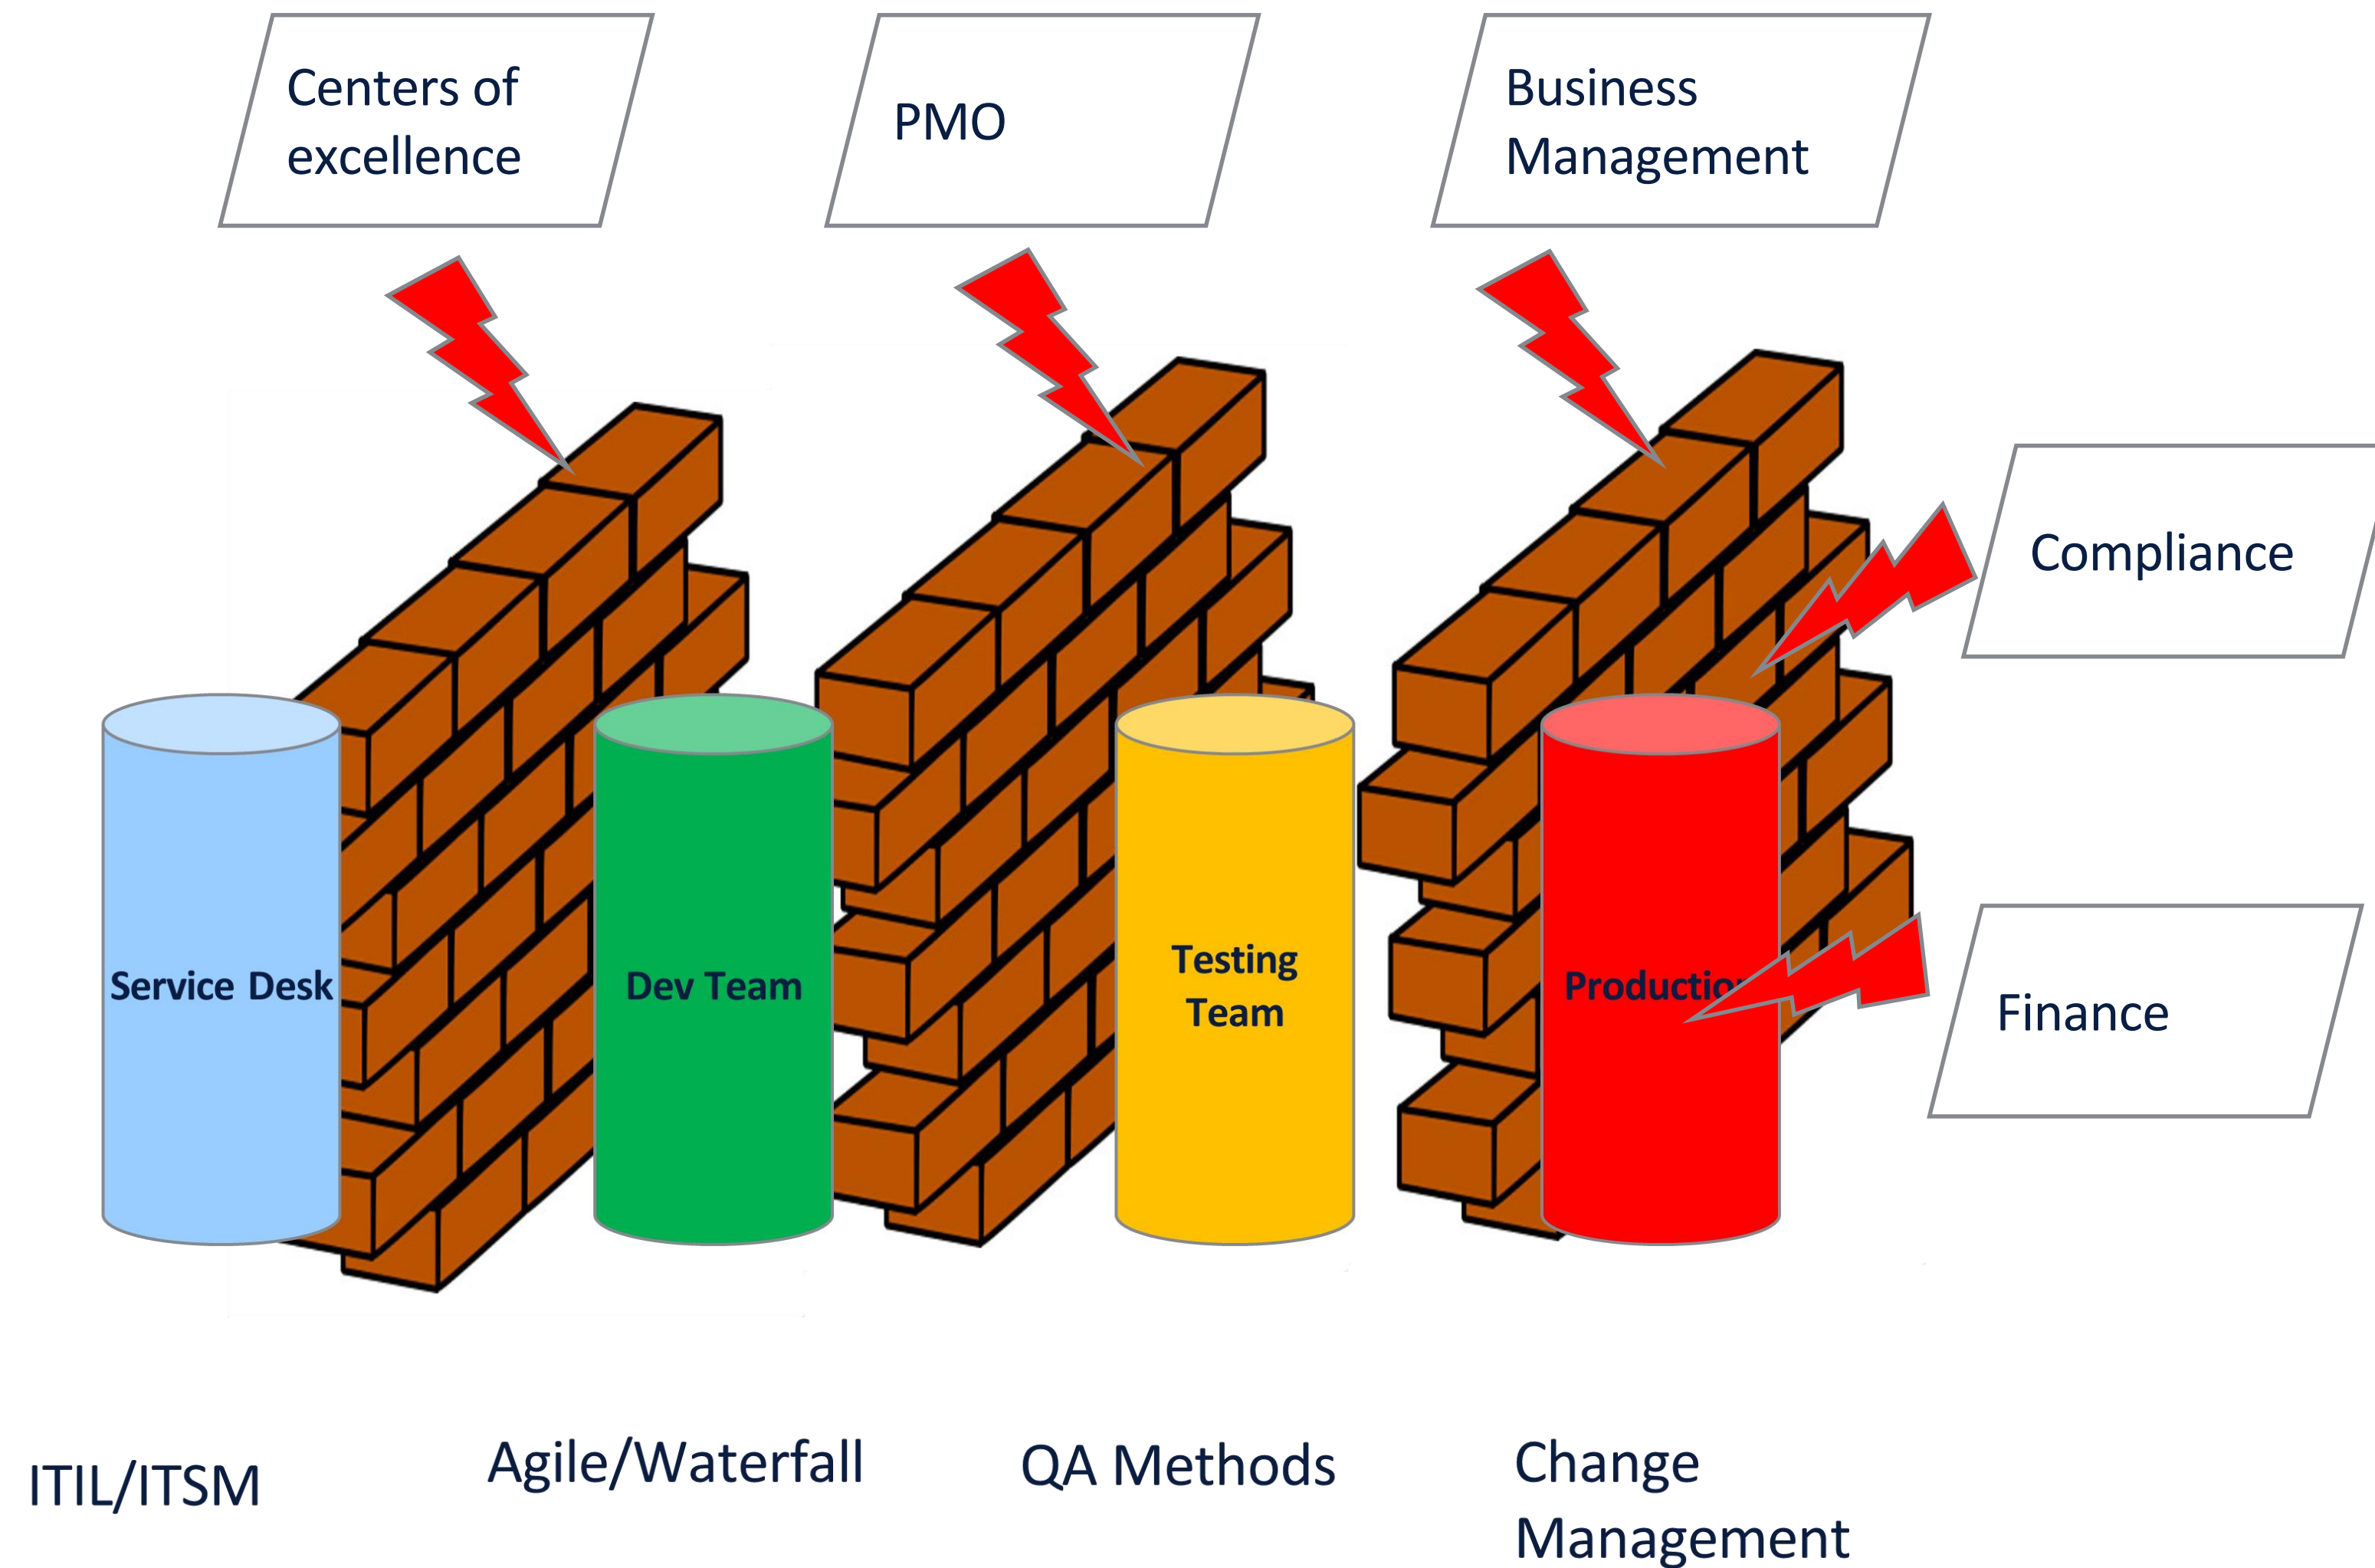 Centers of
excellence
PMO
Business
Management
Compliance
Service Desk
Dev Team
Testing
Team
Production
Finance
ITIL/ITSM
Agile/Waterfall
QA Methods
Change
Management